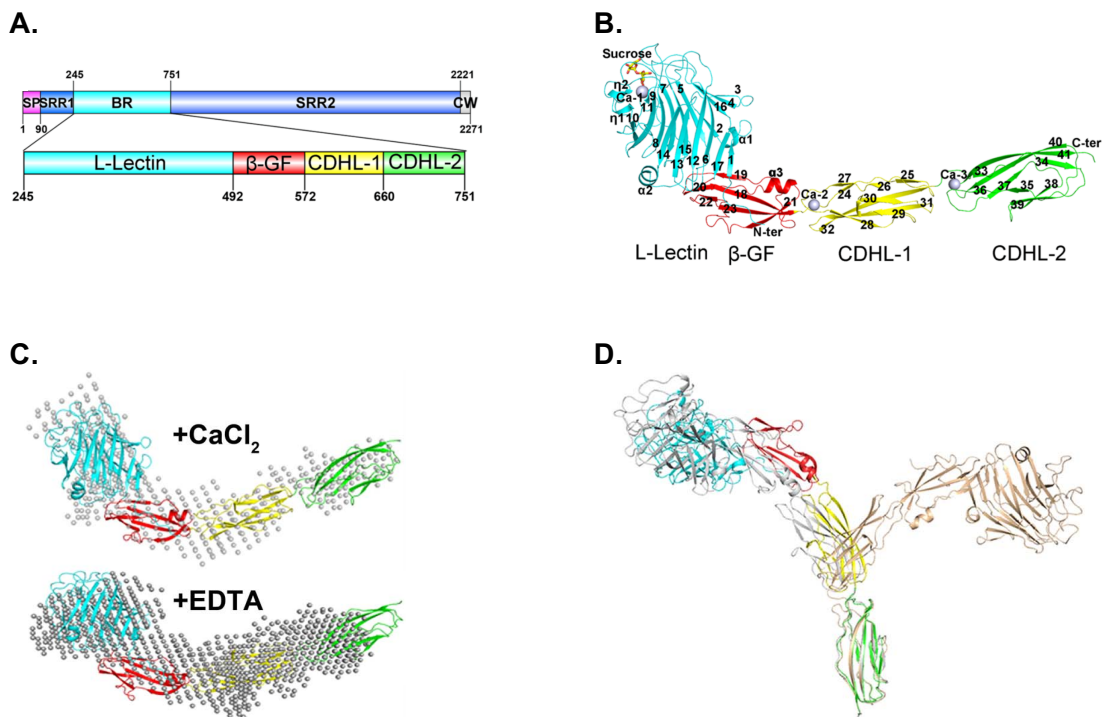 A.
245 751 2221
SP SRR1 BR SRR2 CW
1 90 2271
L-Lectin β-GF CDHL-1 CDHL-2
245 492 572 660 751
B.
Sucrose
η2 Ca-1 9 7 5 3
11 16 4
η1 10 2
8 α1
14 15
13 12 6 17 1
α2 20 19 α3
18 21
22 23
N-ter
Ca-2 27 24 26 25
30 31
32 28 29
Ca-3 33 40 C-ter
34 41
36 37 35 38
39
L-Lectin β-GF CDHL-1 CDHL-2
C.
+CaCl₂
+EDTA
D.